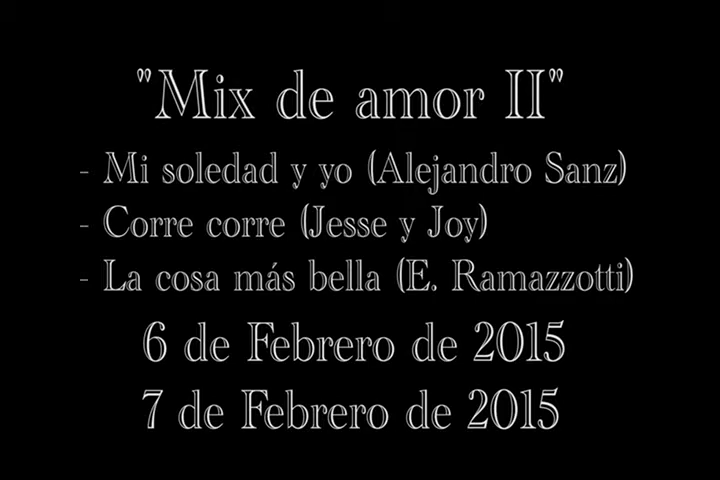 "Mix de amor II"
- Mi soledad y yo (Alejandro Sanz)
- Corre corre (Jesse y Joy)
- La cosa más bella (E. Ramazzotti)
6 de Febrero de 2015
7 de Febrero de 2015